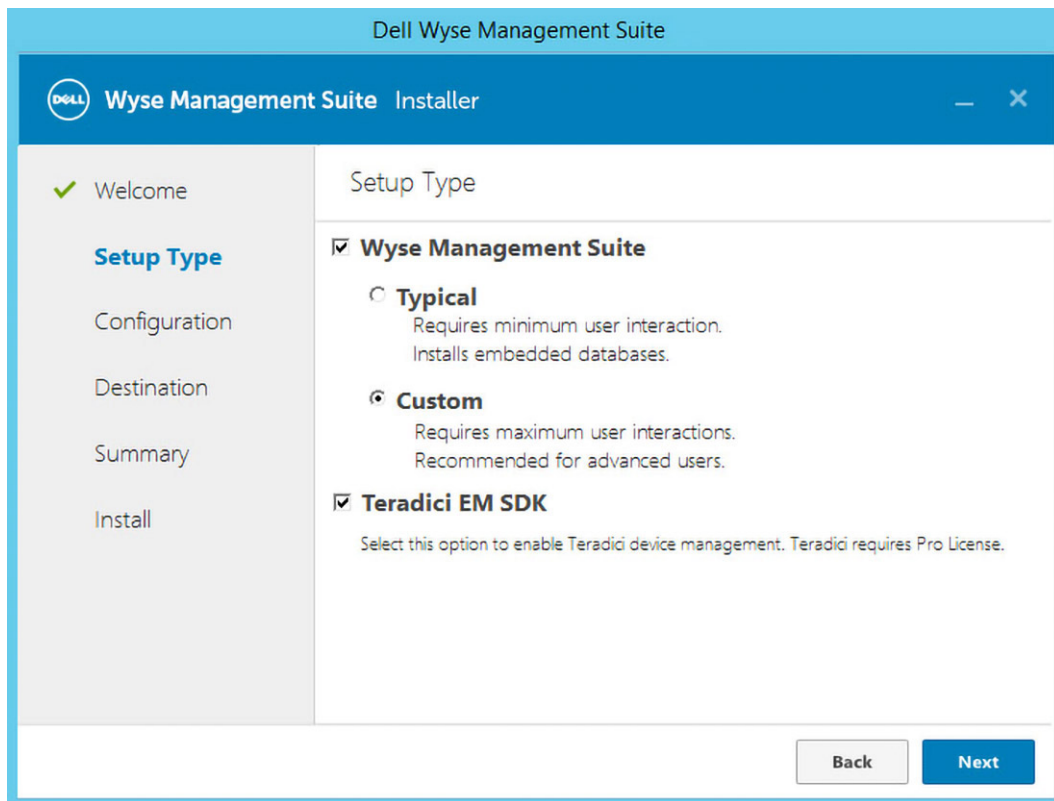 Dell Wyse Management Suite
DELL Wyse Management Suite Installer
Welcome
Setup Type
Configuration
Destination
Summary
Install
Setup Type
Wyse Management Suite
Typical
Requires minimum user interaction.
Installs embedded databases.
Custom
Requires maximum user interactions.
Recommended for advanced users.
Teradici EM SDK
Select this option to enable Teradici device management. Teradici requires Pro License.
Back
Next